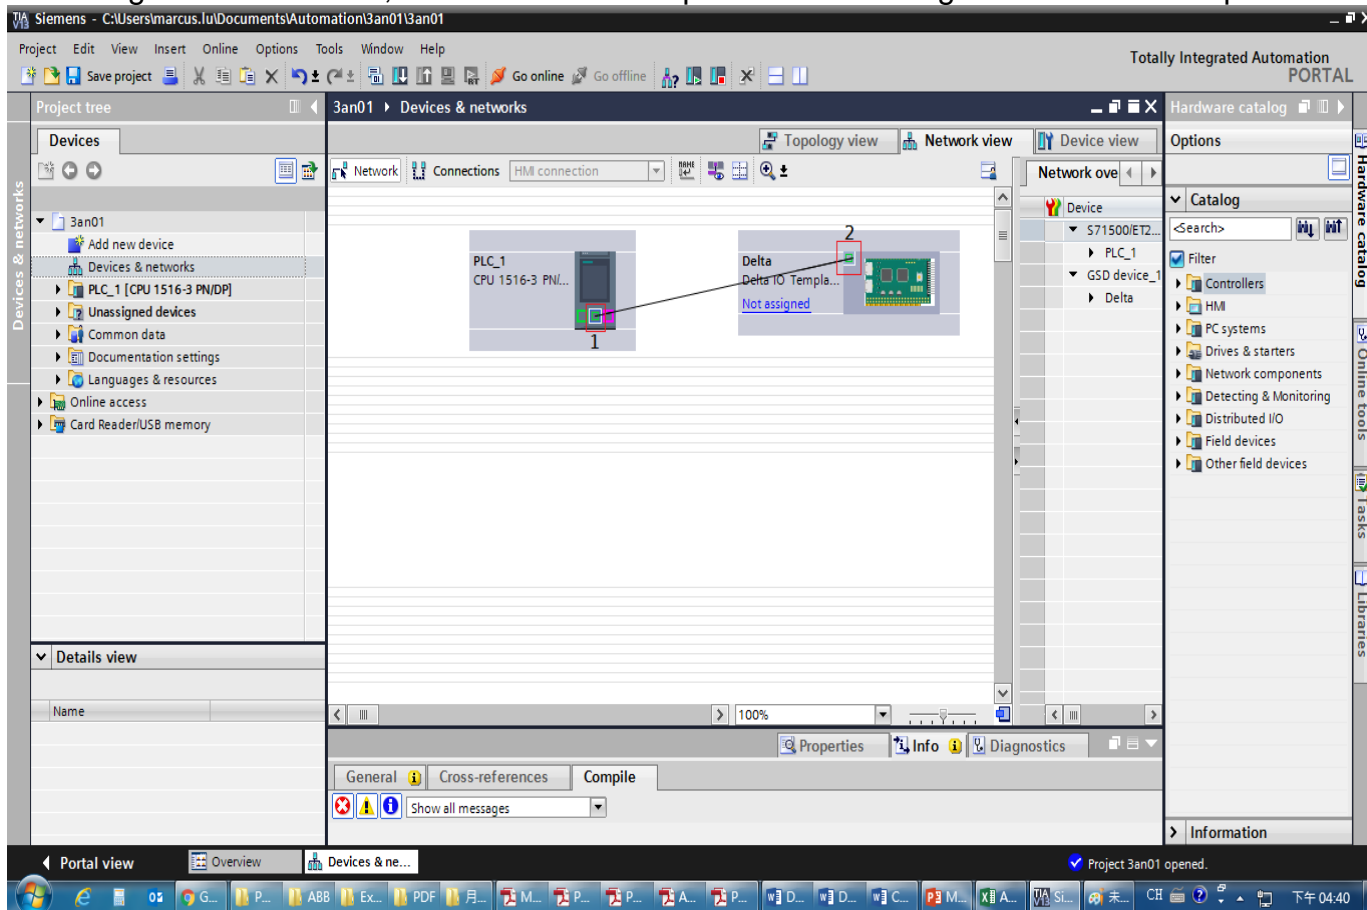 Siemens - C:\Users\marcus.lu\Documents\Automation\3an01\3an01
Project Edit View Insert Online Options Tools Window Help
Totally Integrated Automation
PORTAL
Save project
Go online
Go offline
Project tree
3an01 Devices & networks
Hardware catalog
Devices
Topology view
Network view
Device view
Options
Network
Connections
HMI connection
100%
Network ove
Device
S71500/ET2...
PLC_1
GSD device_1
Delta
Catalog
<Search>
Filter
Controllers
HMI
PC systems
Drives & starters
Network components
Detecting & Monitoring
Distributed I/O
Field devices
Other field devices
Information
3an01
Add new device
Devices & networks
PLC_1 [CPU 1516-3 PN/DP]
Unassigned devices
Common data
Documentation settings
Languages & resources
Online access
Card Reader/USB memory
Details view
Name
PLC_1
CPU 1516-3 PN/...
1
2
Delta
Delta IO Templa...
Not assigned
Properties
Info
Diagnostics
General
Cross-references
Compile
Show all messages
Devices & networks
Hardware catalog
Online tools
Tasks
Libraries
Portal view
Overview
Devices & ne...
Project 3an01 opened.
G...
P...
ABB
Ex...
PDF
月...
M...
P...
P...
A...
P...
D...
D...
C...
M...
A...
Si...
未...
CH
下午 04:40